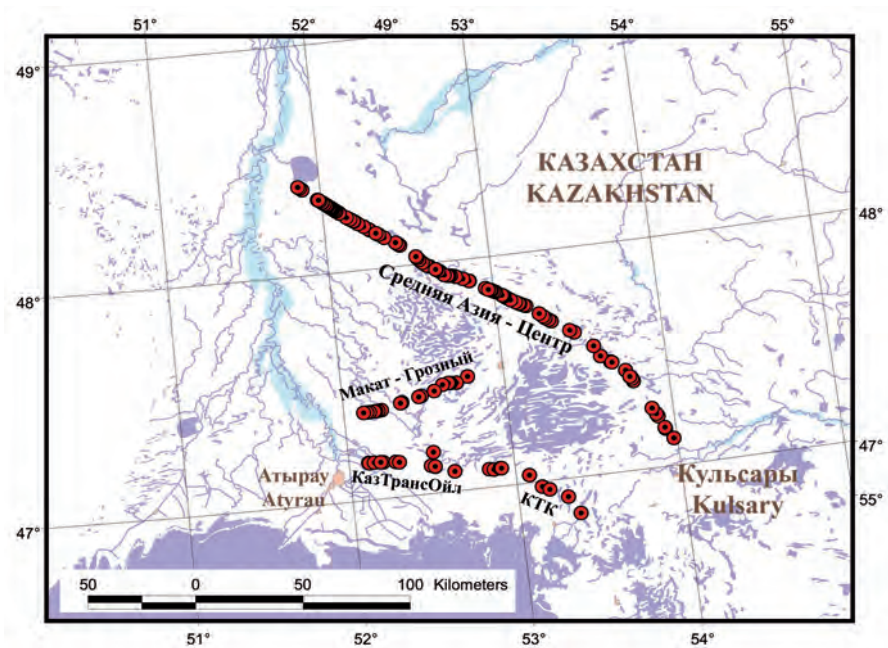 51° 52° 49° 53° 54° 55°
49°
КАЗАХСТАН
KAZAKHSTAN
48°
48°
Средняя Азия - Центр
Макат - Грозный
47°
Атырау
Atyrau
КазТрансОйл
КТК
Кульсары
Kulsary
55°
47°
50 0 50 100 Kilometers
51° 52° 53° 54°